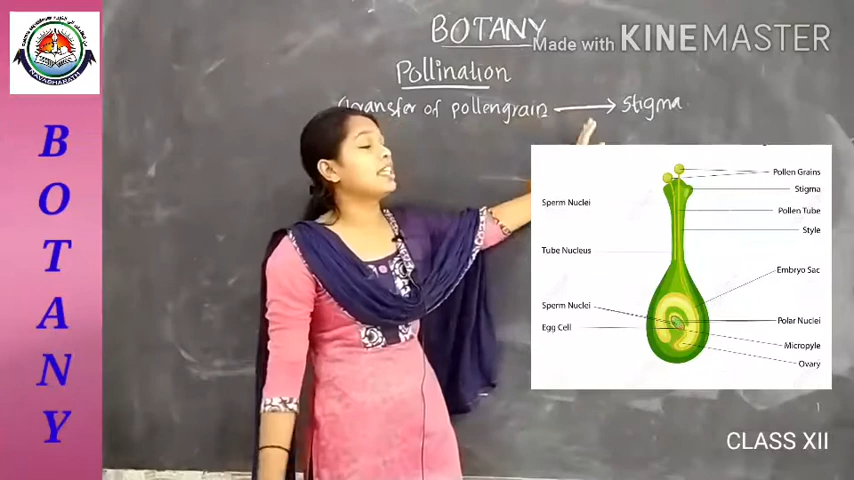 NAVABHARATH
BOTANY
BOTANY
Made with KINEMASTER
Pollination
(transfer of pollengrain → Stigma
Pollen Grains
Stigma
Sperm Nuclei
Pollen Tube
Style
Tube Nucleus
Embryo Sac
Sperm Nuclei
Polar Nuclei
Egg Cell
Micropyle
Ovary
CLASS XII